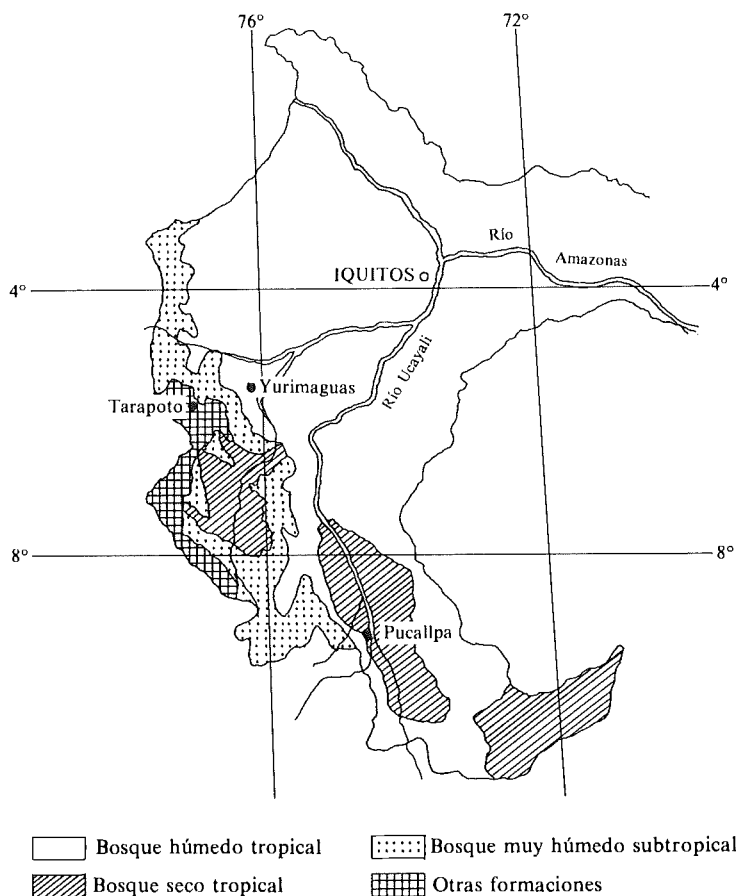 76° 72°
Río
Amazonas
IQUITOS
4° 4°
Río Ucayali
Yurimaguas
Tarapoto
8° 8°
Pucallpa
Bosque húmedo tropical Bosque muy húmedo subtropical
Bosque seco tropical Otras formaciones